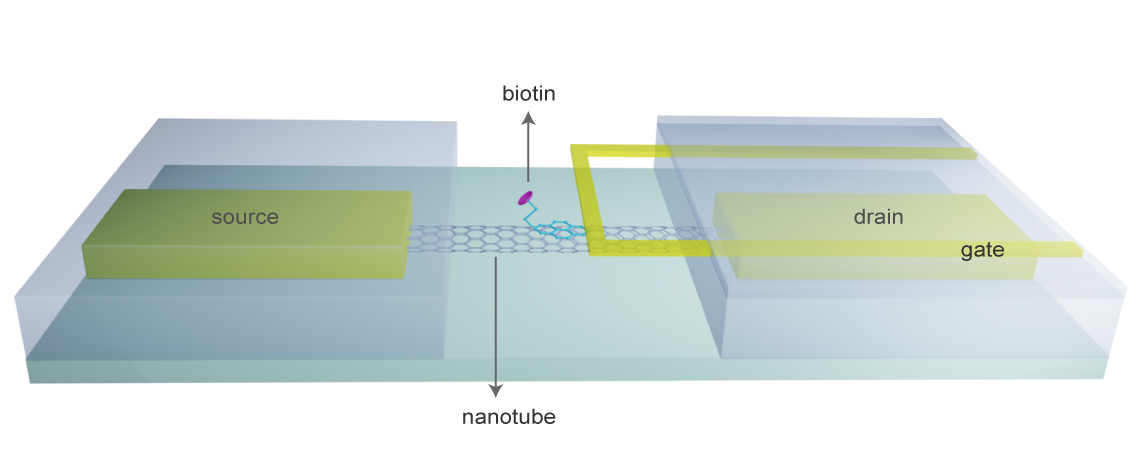 biotin
source
drain
gate
nanotube